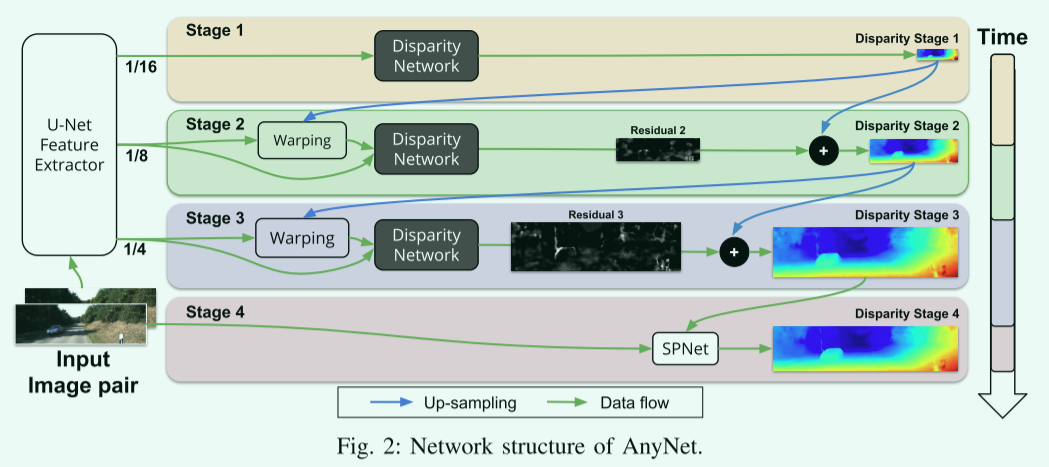 Stage 1
Disparity Network
Disparity Stage 1
Time
1/16
U-Net
Feature
Extractor
Stage 2
Warping
Disparity
Network
Residual 2
+
Disparity Stage 2
1/8
Stage 3
Warping
Disparity
Network
Residual 3
+
Disparity Stage 3
1/4
Stage 4
SPNet
Disparity Stage 4
Input
Image pair
Up-sampling
Data flow
Fig. 2: Network structure of AnyNet.